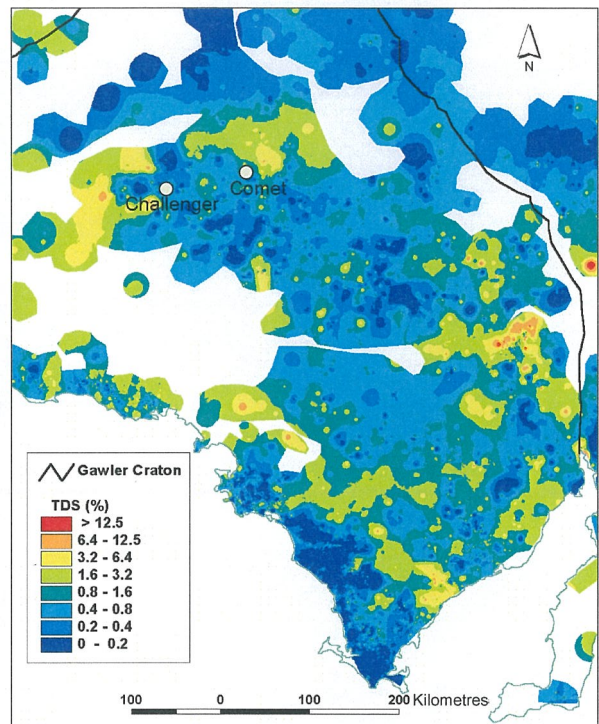 N
Comet
Challenger
Gawler Craton
TDS (%)
> 12.5
6.4 - 12.5
3.2 - 6.4
1.6 - 3.2
0.8 - 1.6
0.4 - 0.8
0.2 - 0.4
0 - 0.2
100 0 100 200 Kilometres